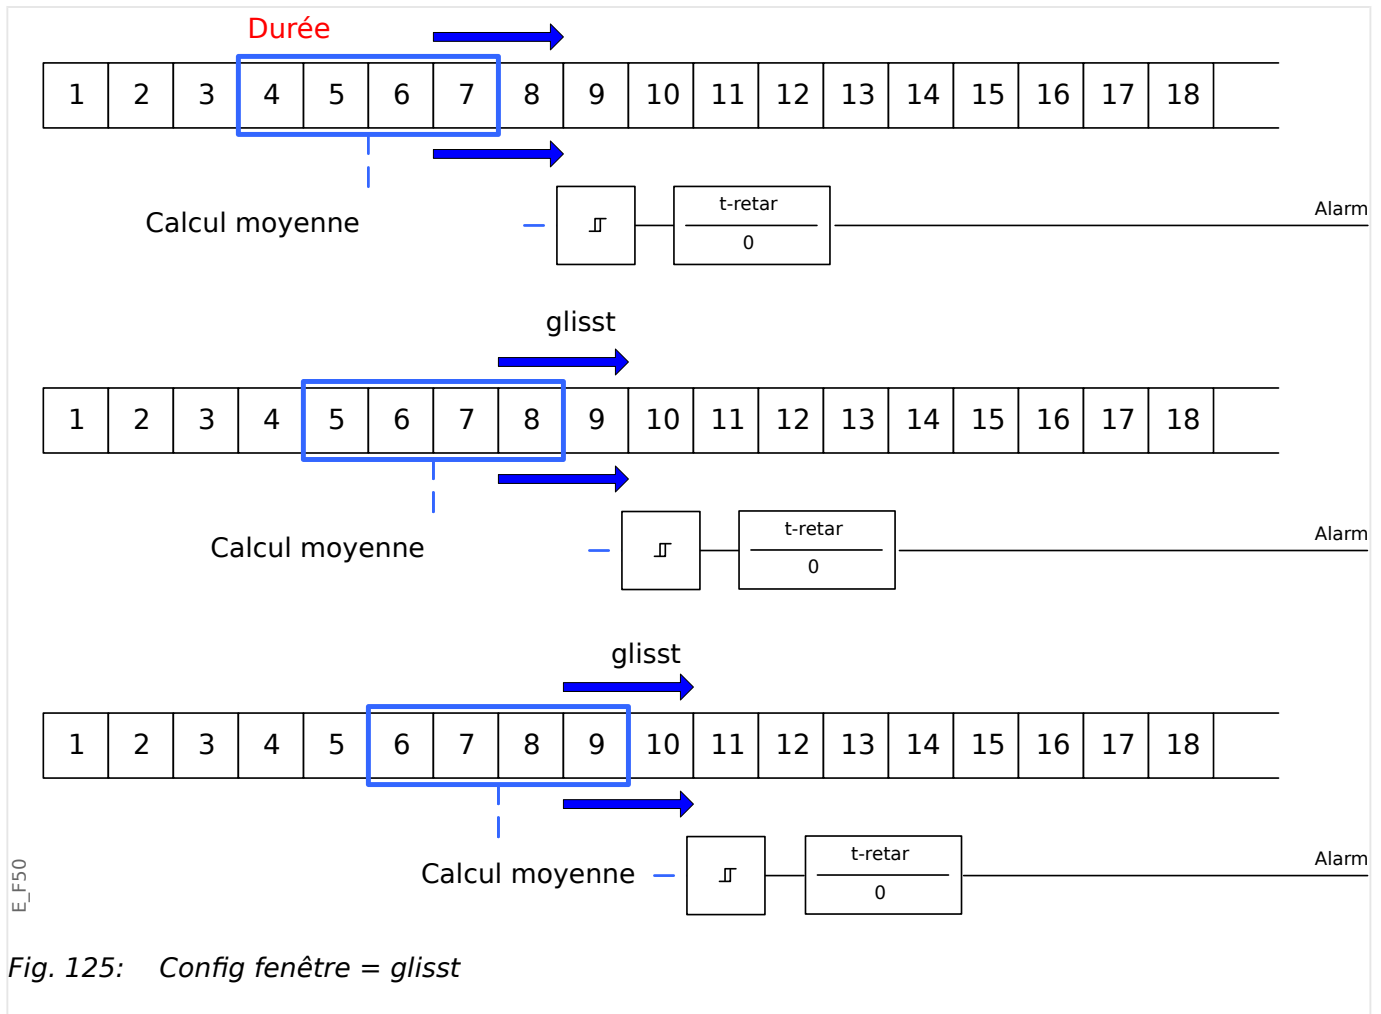 Durée
1 2 3 4 5 6 7 8 9 10 11 12 13 14 15 16 17 18
Calcul moyenne
t-retar
0
Alarm
glisst
1 2 3 4 5 6 7 8 9 10 11 12 13 14 15 16 17 18
Calcul moyenne
t-retar
0
Alarm
glisst
1 2 3 4 5 6 7 8 9 10 11 12 13 14 15 16 17 18
Calcul moyenne
t-retar
0
Alarm
E_F50
Fig. 125: Config fenêtre = glisst